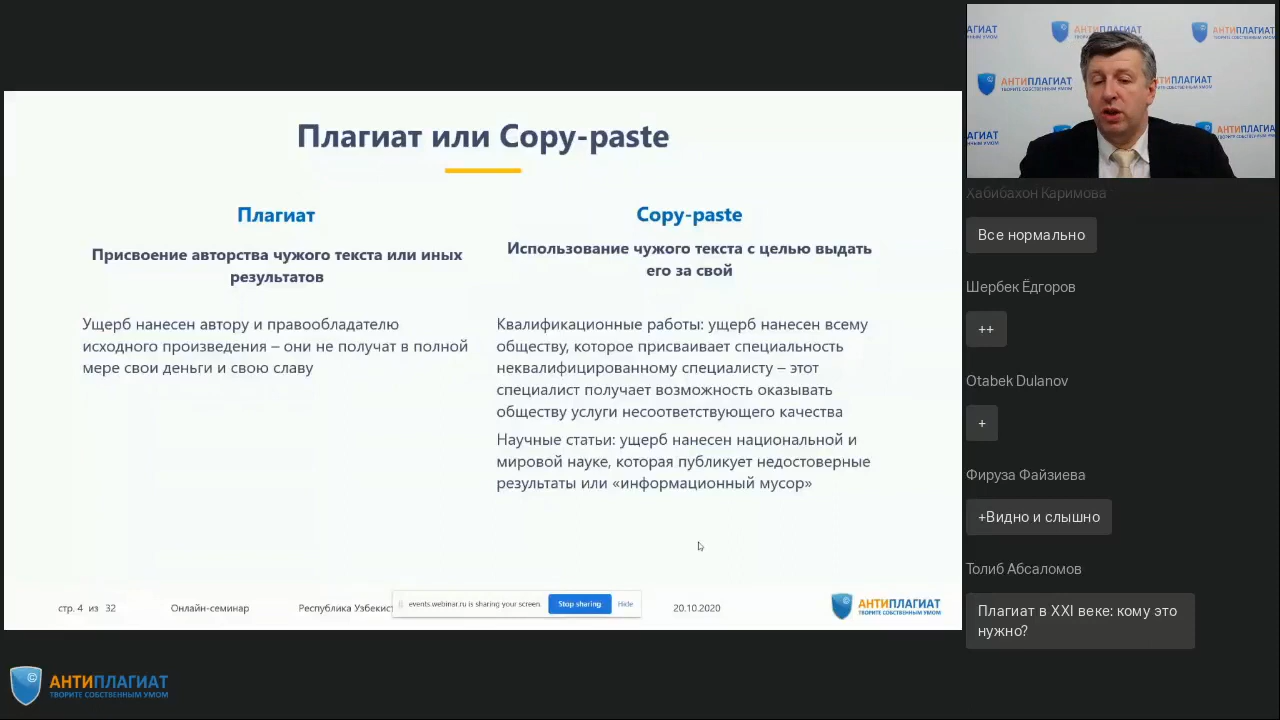 Плагиат или Copy-paste
Плагиат
Присвоение авторства чужого текста или иных
результатов
Ущерб нанесен автору и правообладателю
исходного произведения – они не получат в полной
мере свои деньги и свою славу
Copy-paste
Использование чужого текста с целью выдать
его за свой
Квалификационные работы: ущерб нанесен всему
обществу, которое присваивает специальность
неквалифицированному специалисту – этот
специалист получает возможность оказывать
обществу услуги несоответствующего качества
Научные статьи: ущерб нанесен национальной и
мировой науке, которая публикует недостоверные
результаты или «информационный мусор»
стр. 4 из 32
Онлайн-семинар
Республика Узбекист
events.webinar.ru is sharing your screen.
Stop sharing
Hide
20.10.2020
АНТИПЛАГИАТ
ТВОРИТЕ СОБСТВЕННЫМ УМОМ
АНТИПЛАГИАТ
ТВОРИТЕ СОБСТВЕННЫМ УМОМ
АНТИПЛАГИАТ
ТВОРИТЕ СОБСТВЕННЫМ УМОМ
Хабибахон Каримова
Все нормально
Шербек Ёдгоров
++
Otabek Dulanov
+
Фируза Файзиева
+Видно и слышно
Толиб Абсаломов
Плагиат в XXI веке: кому это
нужно?